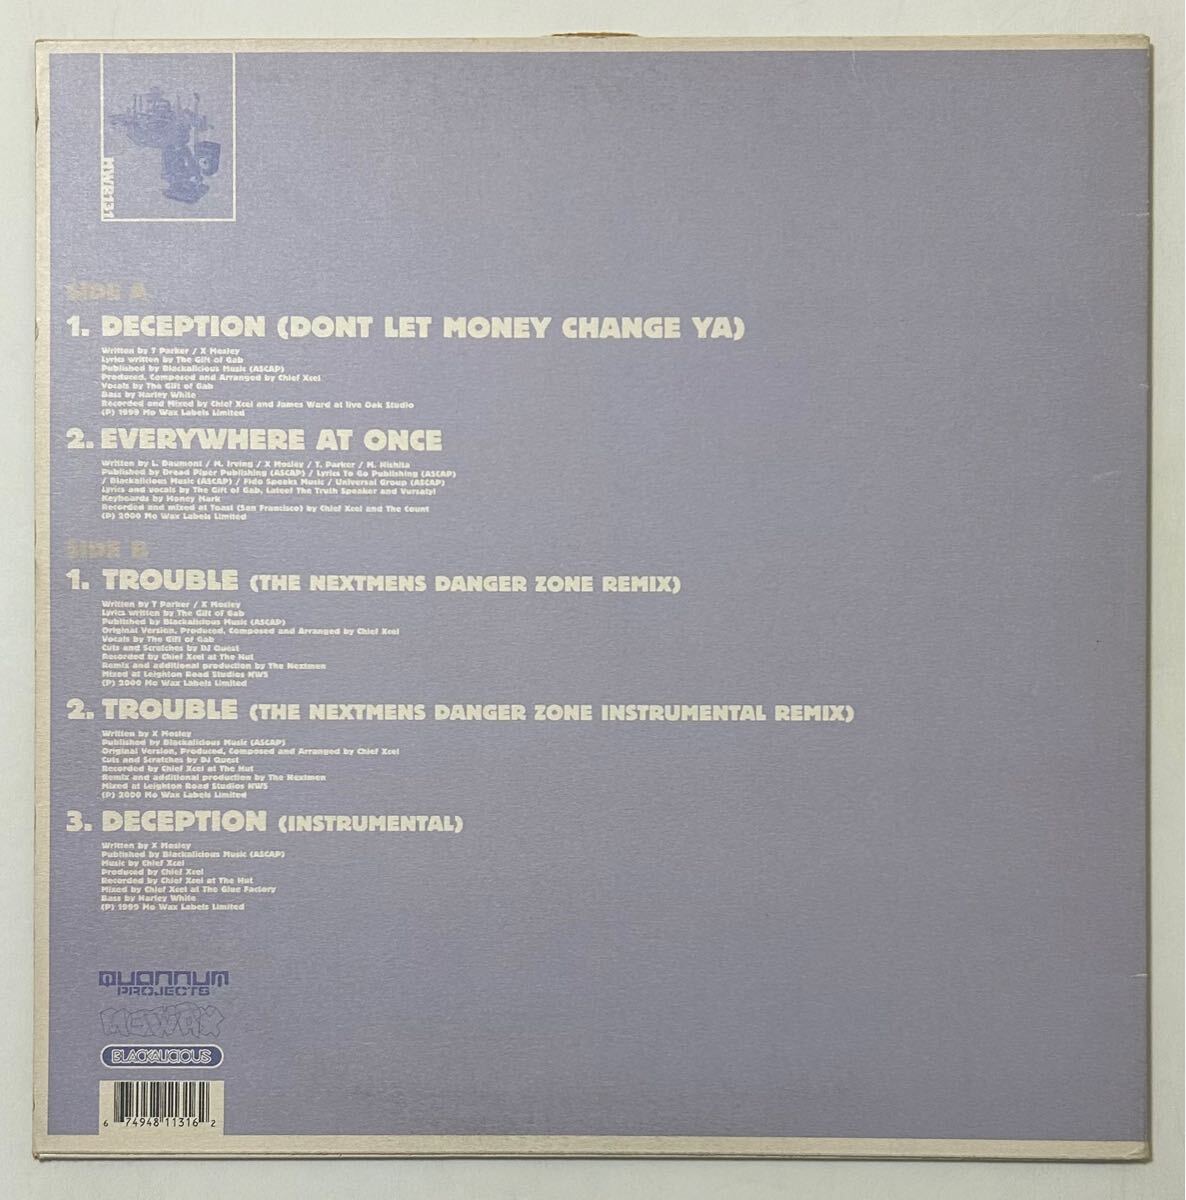 MWR131
SIDE A
1. DECEPTION (DONT LET MONEY CHANGE YA)
Written by T Parker / X Mosley
Lyrics written by The Gift of Gab
Published by Blackalicious Music (ASCAP)
Produced, Composed and Arranged by Chief Xcel
Vocals by The Gift of Gab
Bass by Harley White
Recorded and Mixed by Chief Xcel and James Ward at live Oak Studio
(P) 1999 Mo Wax Labels Limited
2. EVERYWHERE AT ONCE
Written by L. Daumont / M. Irving / X Mosley / T. Parker / M. Nishita
Published by Dread Piper Publishing (ASCAP) / Lyrics To Go Publishing (ASCAP)
/ Blackalicious Music (ASCAP) / Fido Speaks Music / Universal Group (ASCAP)
Lyrics and vocals by The Gift of Gab, Lateef The Truth Speaker and Vursatyl
Keyboards by Money Mark
Recorded and mixed at Toast (San Francisco) by Chief Xcel and The Count
(P) 2000 Mo Wax Labels Limited
SIDE B
1. TROUBLE (THE NEXTMENS DANGER ZONE REMIX)
Written by T Parker / X Mosley
Lyrics written by The Gift of Gab
Published by Blackalicious Music (ASCAP)
Original Version, Produced, Composed and Arranged by Chief Xcel
Vocals by The Gift of Gab
Cuts and Scratches by DJ Quest
Recorded by Chief Xcel at The Hut
Remix and additional production by The Nextmen
Mixed at Leighton Road Studios NW5
(P) 2000 Mo Wax Labels Limited
2. TROUBLE (THE NEXTMENS DANGER ZONE INSTRUMENTAL REMIX)
Written by X Mosley
Published by Blackalicious Music (ASCAP)
Original Version, Produced, Composed and Arranged by Chief Xcel
Cuts and Scratches by DJ Quest
Recorded by Chief Xcel at The Hut
Remix and additional production by The Nextmen
Mixed at Leighton Road Studios NW5
(P) 2000 Mo Wax Labels Limited
3. DECEPTION (INSTRUMENTAL)
Written by X Mosley
Published by Blackalicious Music (ASCAP)
Music by Chief Xcel
Produced by Chief Xcel
Recorded by Chief Xcel at The Hut
Mixed by Chief Xcel at The Glue Factory
Bass by Harley White
(P) 1999 Mo Wax Labels Limited
QUANNUM
PROJECTS
MOWAX
BLACKALICIOUS
6 74948 11316 2